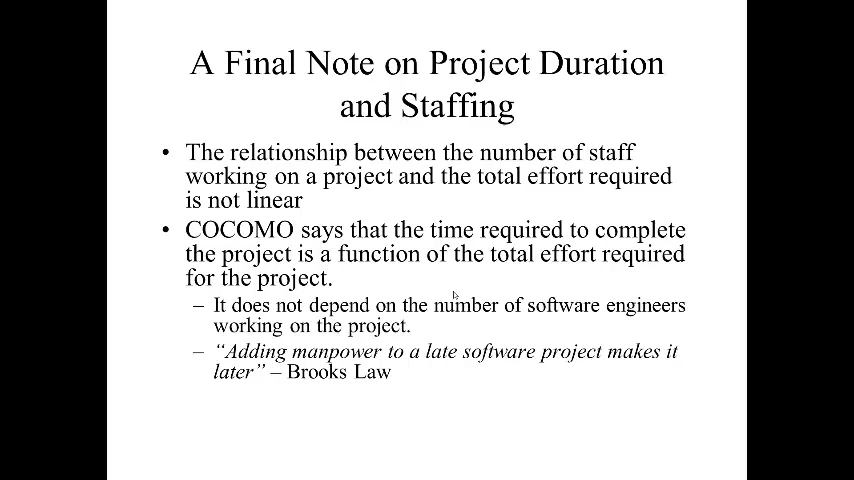 A Final Note on Project Duration
and Staffing
• The relationship between the number of staff
working on a project and the total effort required
is not linear
• COCOMO says that the time required to complete
the project is a function of the total effort required
for the project.
– It does not depend on the number of software engineers
working on the project.
– “Adding manpower to a late software project makes it
later” – Brooks Law